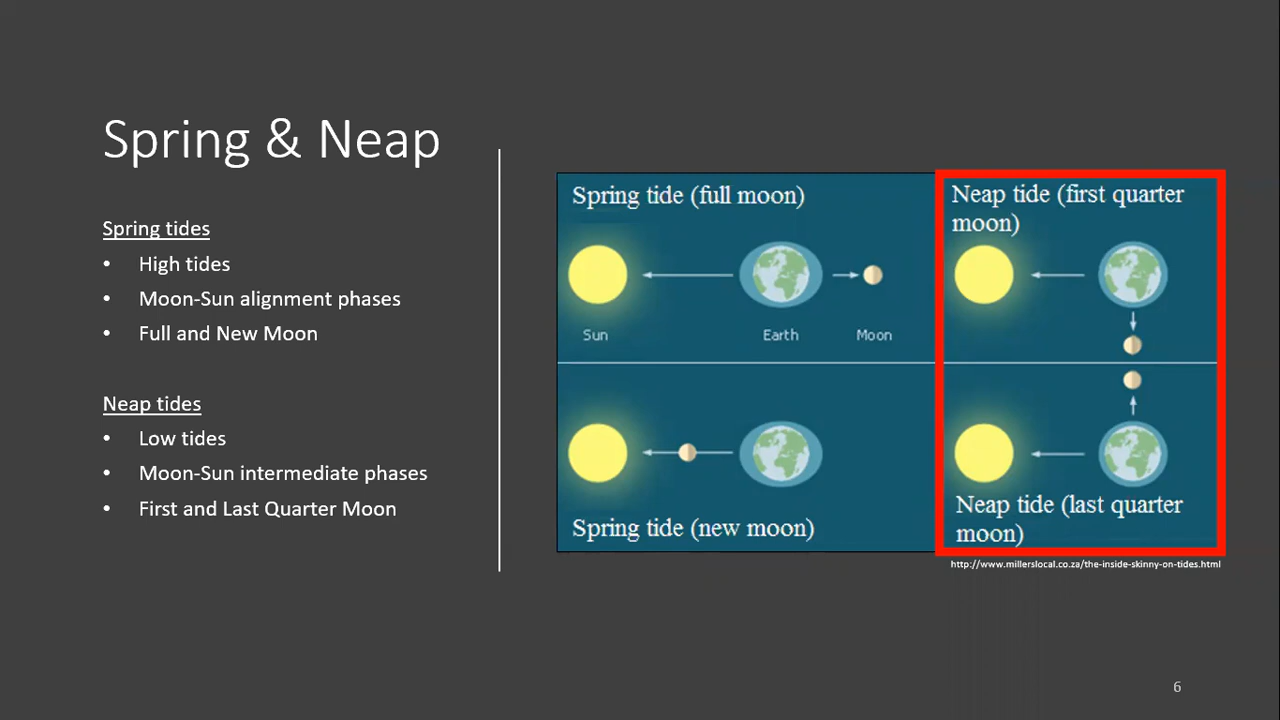 Spring & Neap
Spring tides
• High tides
• Moon-Sun alignment phases
• Full and New Moon
Neap tides
• Low tides
• Moon-Sun intermediate phases
• First and Last Quarter Moon
Spring tide (full moon)
Sun
Earth
Moon
Spring tide (new moon)
Neap tide (first quarter
moon)
Neap tide (last quarter
moon)
http://www.millerslocal.co.za/the-inside-skinny-on-tides.html
6